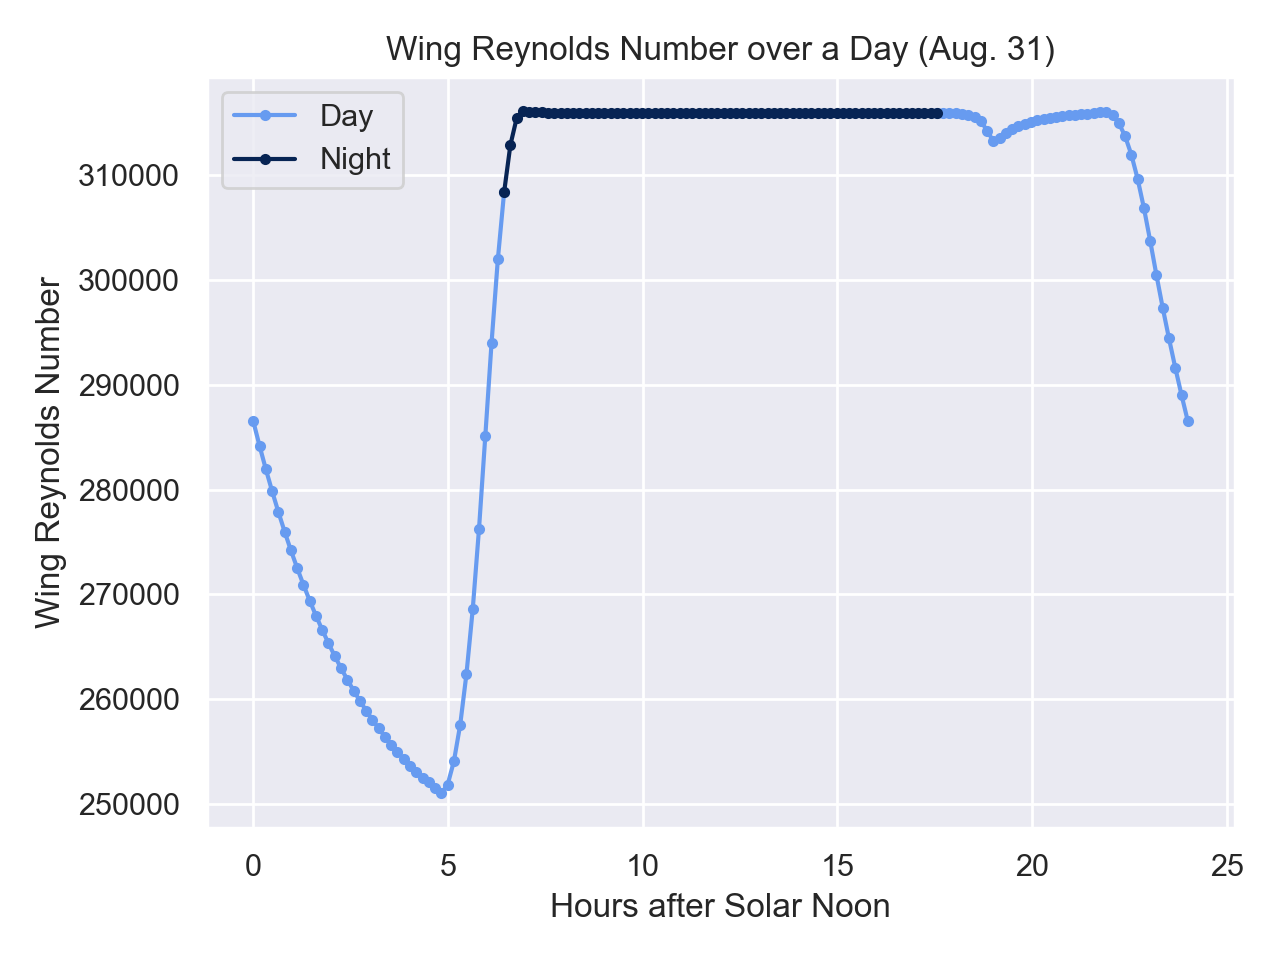 Wing Reynolds Number over a Day (Aug. 31)
Day
Night
310000
300000
290000
280000
270000
260000
250000
Wing Reynolds Number
0 5 10 15 20 25
Hours after Solar Noon